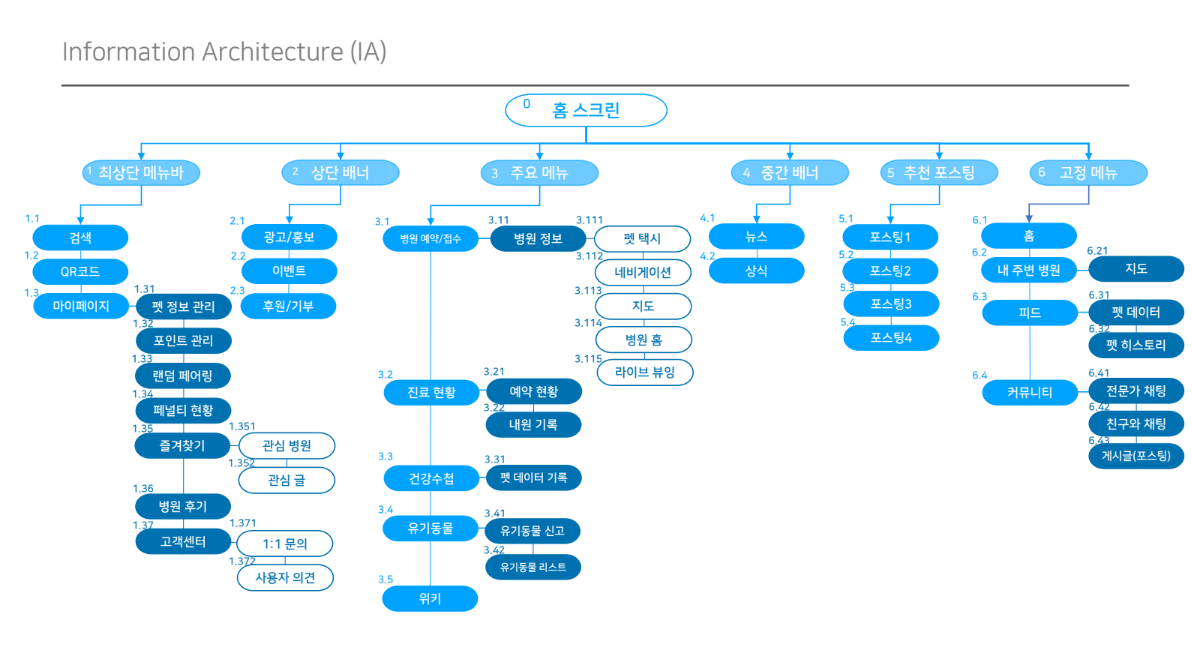 Information Architecture (IA)
0 홈 스크린
1 최상단 메뉴바
2 상단 배너
3 주요 메뉴
4 중간 배너
5 추천 포스팅
6 고정 메뉴
1.1
검색
1.2
QR코드
1.3
마이페이지
1.31
펫 정보 관리
1.32
포인트 관리
1.33
랜덤 페어링
1.34
페널티 현황
1.35
즐겨찾기
1.351
관심 병원
1.352
관심 글
1.36
병원 후기
1.37
고객센터
1.371
1:1 문의
1.372
사용자 의견
2.1
광고/홍보
2.2
이벤트
2.3
후원/기부
3.1
병원 예약/접수
3.11
병원 정보
3.111
펫 택시
3.112
네비게이션
3.113
지도
3.114
병원 홈
3.115
라이브 뷰잉
3.2
진료 현황
3.21
예약 현황
3.22
내원 기록
3.3
건강수첩
3.31
펫 데이터 기록
3.4
유기동물
3.41
유기동물 신고
3.42
유기동물 리스트
3.5
위키
4.1
뉴스
4.2
상식
5.1
포스팅1
5.2
포스팅2
5.3
포스팅3
5.4
포스팅4
6.1
홈
6.2
내 주변 병원
6.21
지도
6.3
피드
6.31
펫 데이터
6.32
펫 히스토리
6.4
커뮤니티
6.41
전문가 채팅
6.42
친구와 채팅
6.43
게시글(포스팅)